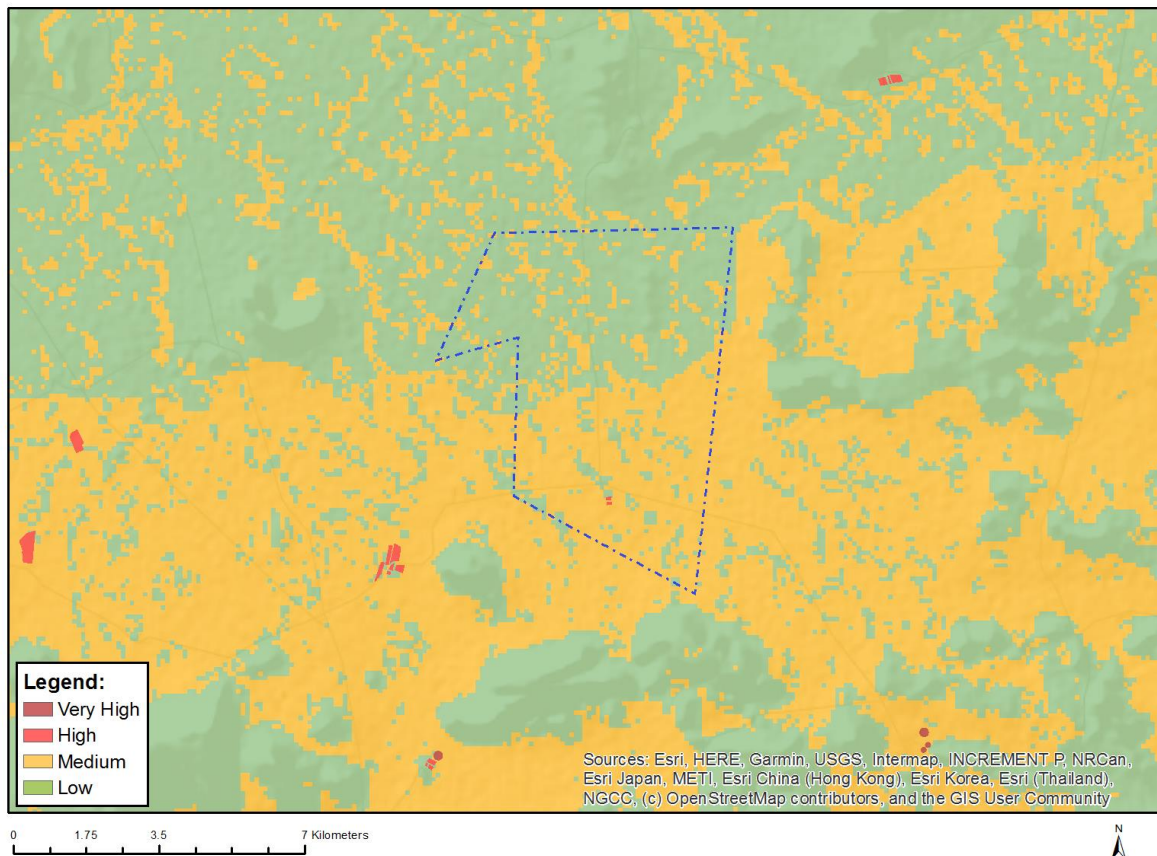 Legend:
Very High
High
Medium
Low
Sources: Esri, HERE, Garmin, USGS, Intermap, INCREMENT P, NRCan,
Esri Japan, METI, Esri China (Hong Kong), Esri Korea, Esri (Thailand),
NGCC, (c) OpenStreetMap contributors, and the GIS User Community
0 1.75 3.5 7 Kilometers
N